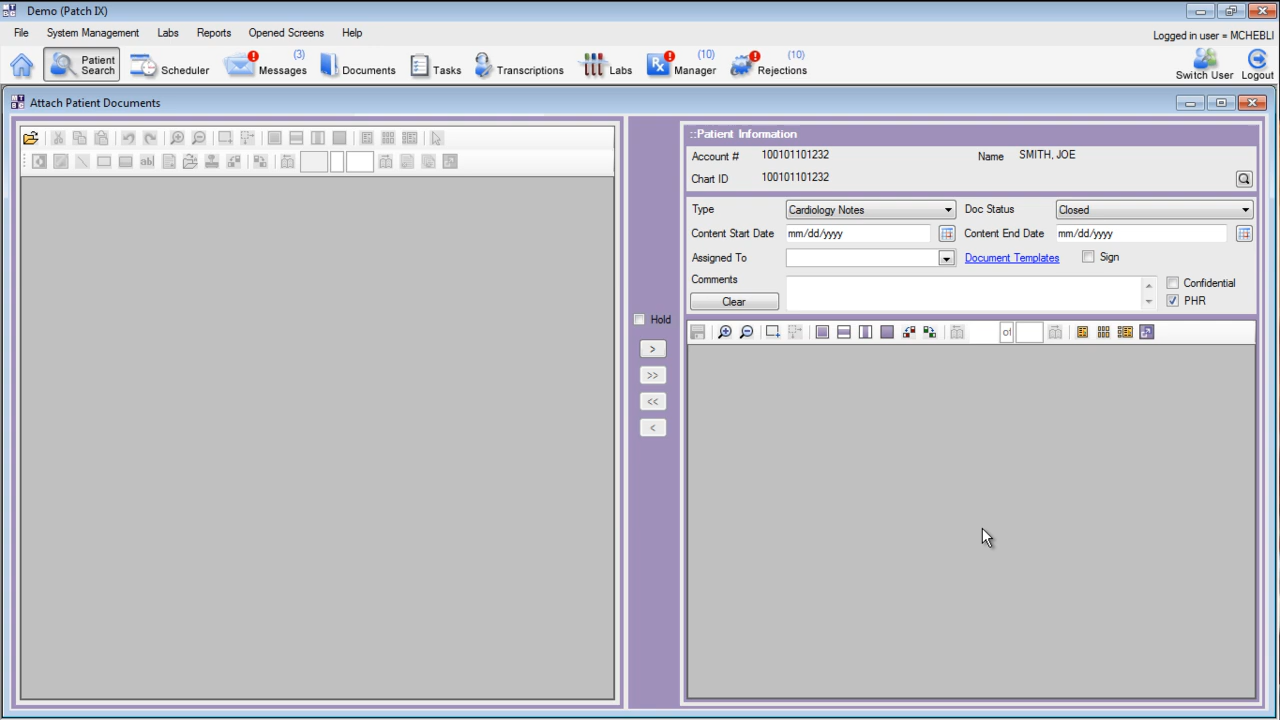 Demo (Patch IX)
File System Management Labs Reports Opened Screens Help
Logged in user = MCHEBLI
Patient Search Scheduler (3) Messages Documents Tasks Transcriptions Labs (10) Manager (10) Rejections Switch User Logout
Attach Patient Documents
::Patient Information
Account # 100101101232 Name SMITH, JOE
Chart ID 100101101232
Type Cardiology Notes Doc Status Closed
Content Start Date mm/dd/yyyy Content End Date mm/dd/yyyy
Assigned To Document Templates Sign
Comments Confidential
Clear PHR
Hold
>
>>
<<
<
abl
of